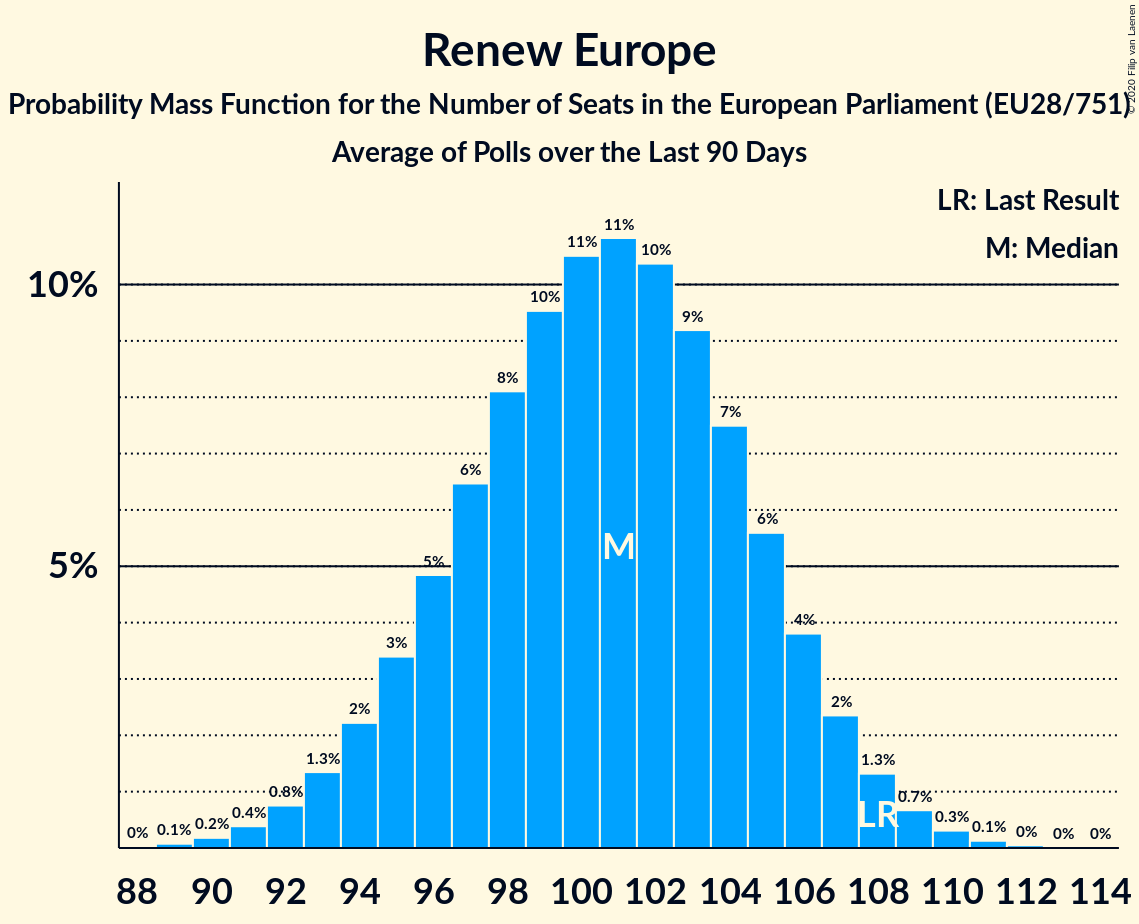 Renew Europe
Probability Mass Function for the Number of Seats in the European Parliament (EU28/751)
Average of Polls over the Last 90 Days
© 2020 Filip van Laenen
LR: Last Result
M: Median
10%
5%
0% 0.1% 0.2% 0.4% 0.8% 1.3% 2% 3% 5% 6% 8% 10% 11% 11% 10% 9% 7% 6% 4% 2% 1.3% 0.7% 0.3% 0.1% 0% 0% 0%
M
LR
88 90 92 94 96 98 100 102 104 106 108 110 112 114